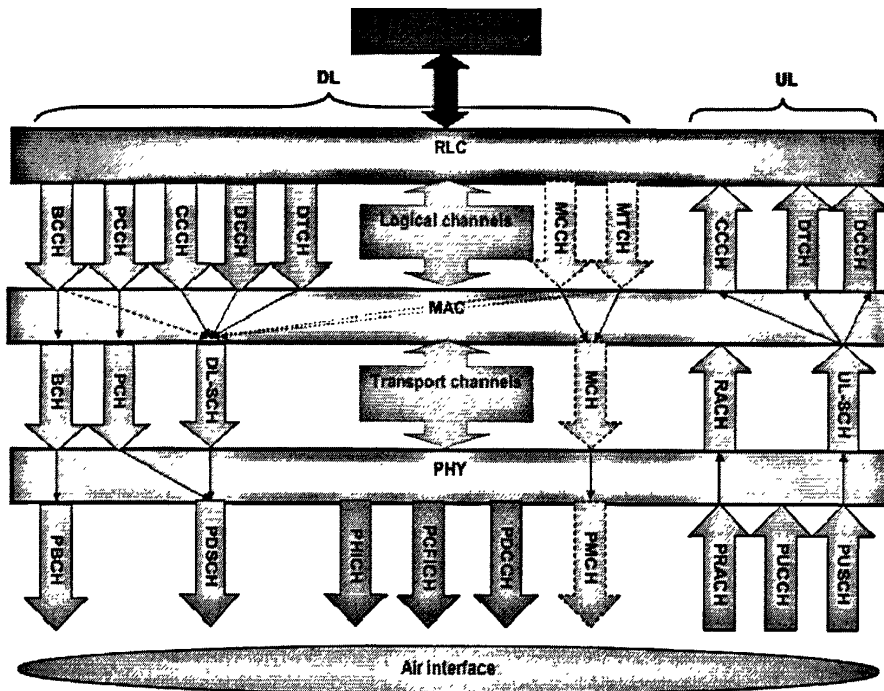 DL
UL
RLC
BCCH
PCCH
CCCH
DCCH
DTCH
Logical channels
MCCH
MTCH
CCCH
DTCH
DCCH
MAC
BCH
PCH
DL-SCH
Transport channels
MCH
RACH
UL-SCH
PHY
PBCH
PDSCH
PHICH
PCFICH
PDCCH
PMCH
PRACH
PUCCH
PUSCH
Air interface